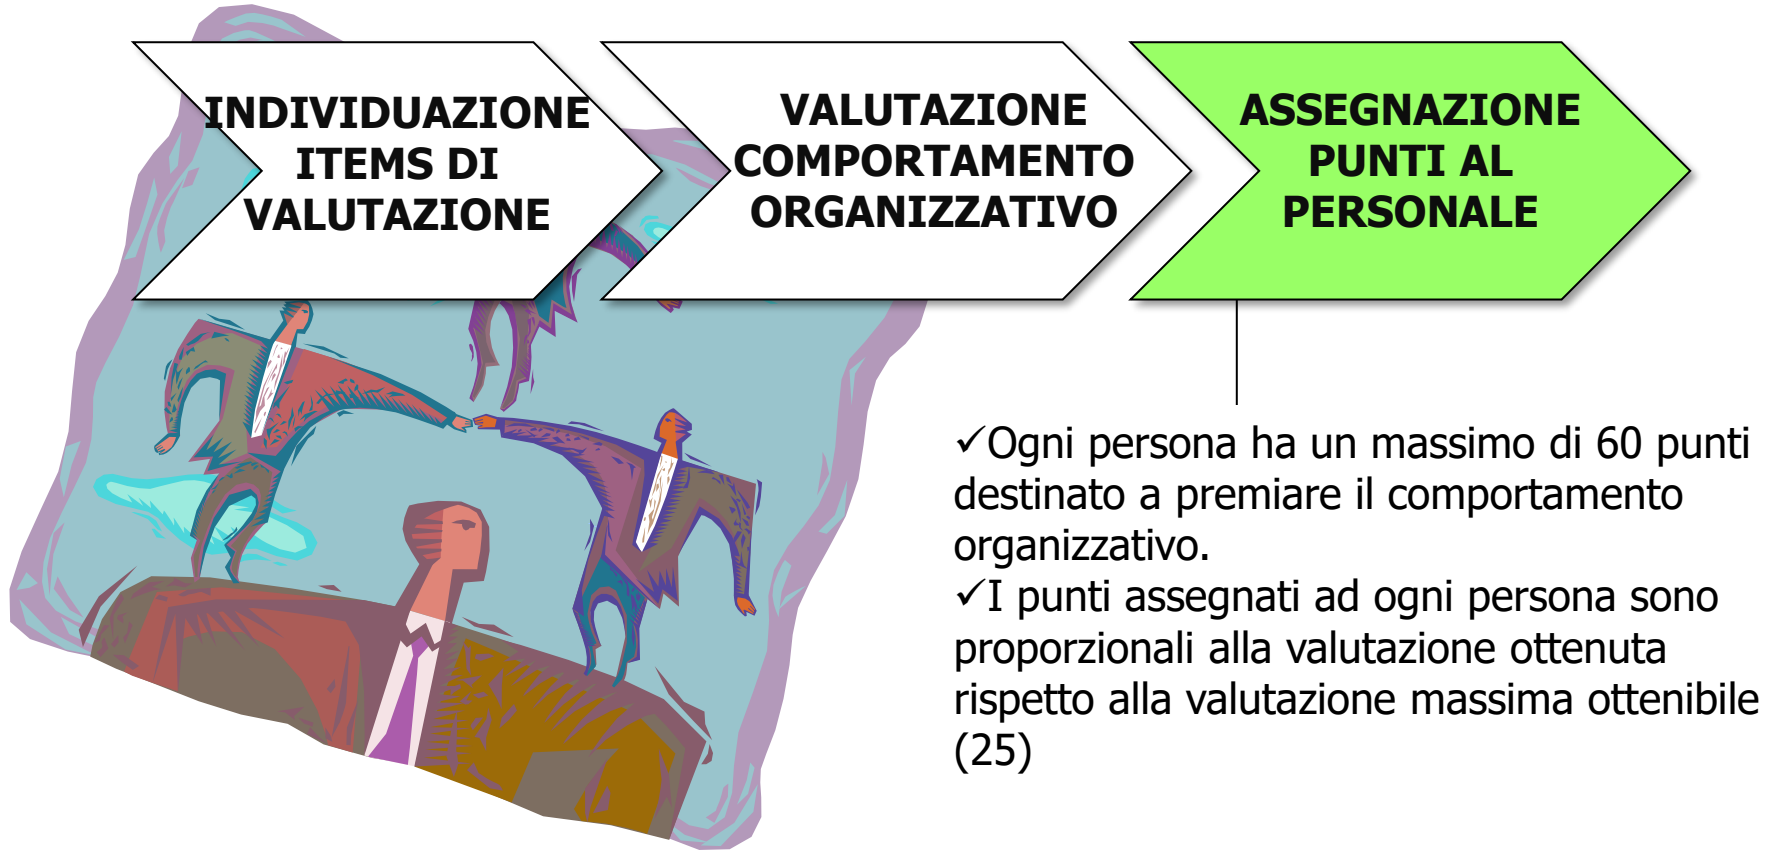 INDIVIDUAZIONE
ITEMS DI
VALUTAZIONE
VALUTAZIONE
COMPORTAMENTO
ORGANIZZATIVO
ASSEGNAZIONE
PUNTI AL
PERSONALE
✓Ogni persona ha un massimo di 60 punti
destinato a premiare il comportamento
organizzativo.
✓I punti assegnati ad ogni persona sono
proporzionali alla valutazione ottenuta
rispetto alla valutazione massima ottenibile
(25)